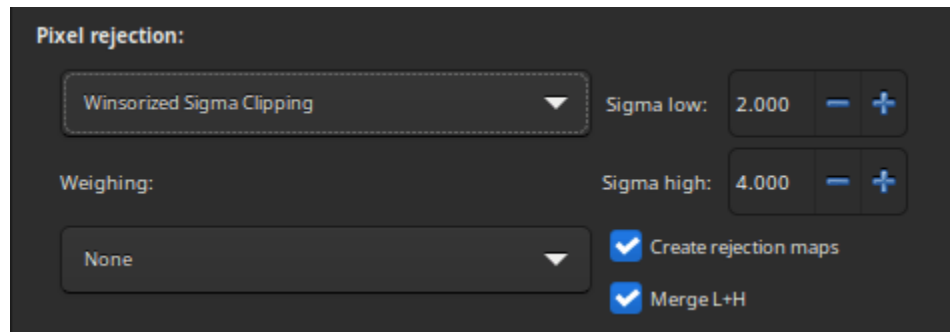 Pixel rejection:
Winsorized Sigma Clipping
Sigma low: 2.000
Weighing:
Sigma high: 4.000
None
Create rejection maps
Merge L+H